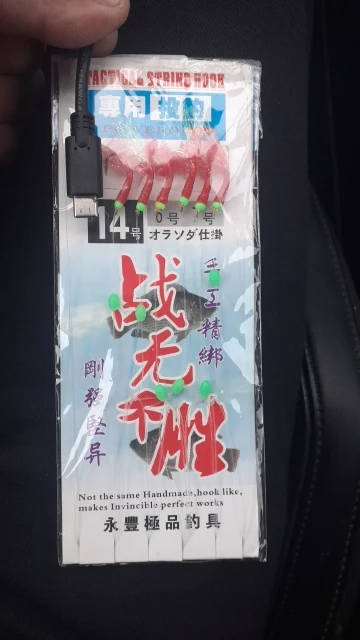 TACTICAL STRING HOOK
專用 投釣
14号 0号 7号
オラソダ仕掛
战无不胜
手工精綁
剛強堅昇
Not the same Handmade,hook like,
makes Invincible perfect works
永豐極品釣具